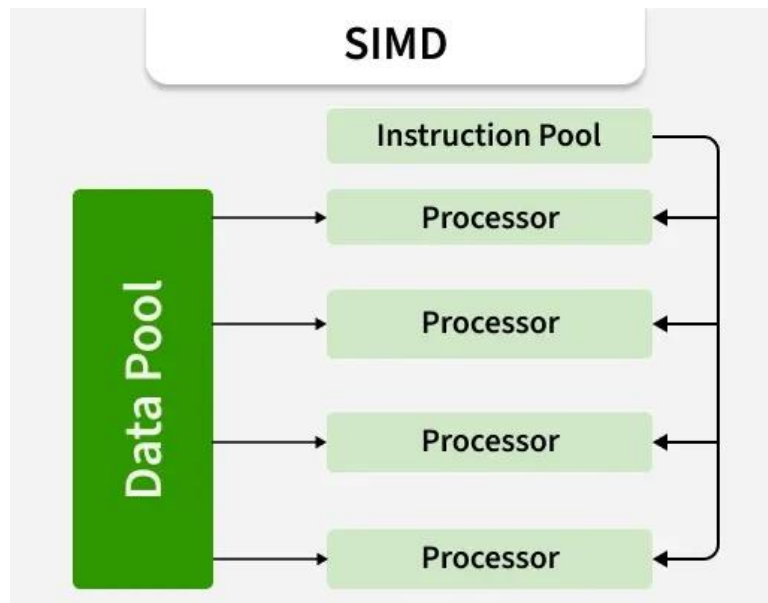 SIMD
Instruction Pool
Data Pool
Processor
Processor
Processor
Processor